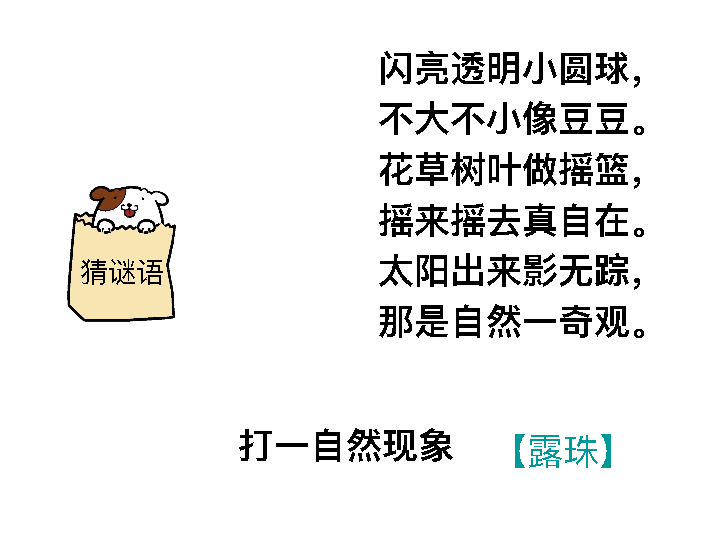 闪亮透明小圆球，
不大不小像豆豆。
花草树叶做摇篮，
摇来摇去真自在。
太阳出来影无踪，
那是自然一奇观。
猜谜语
打一自然现象 【露珠】